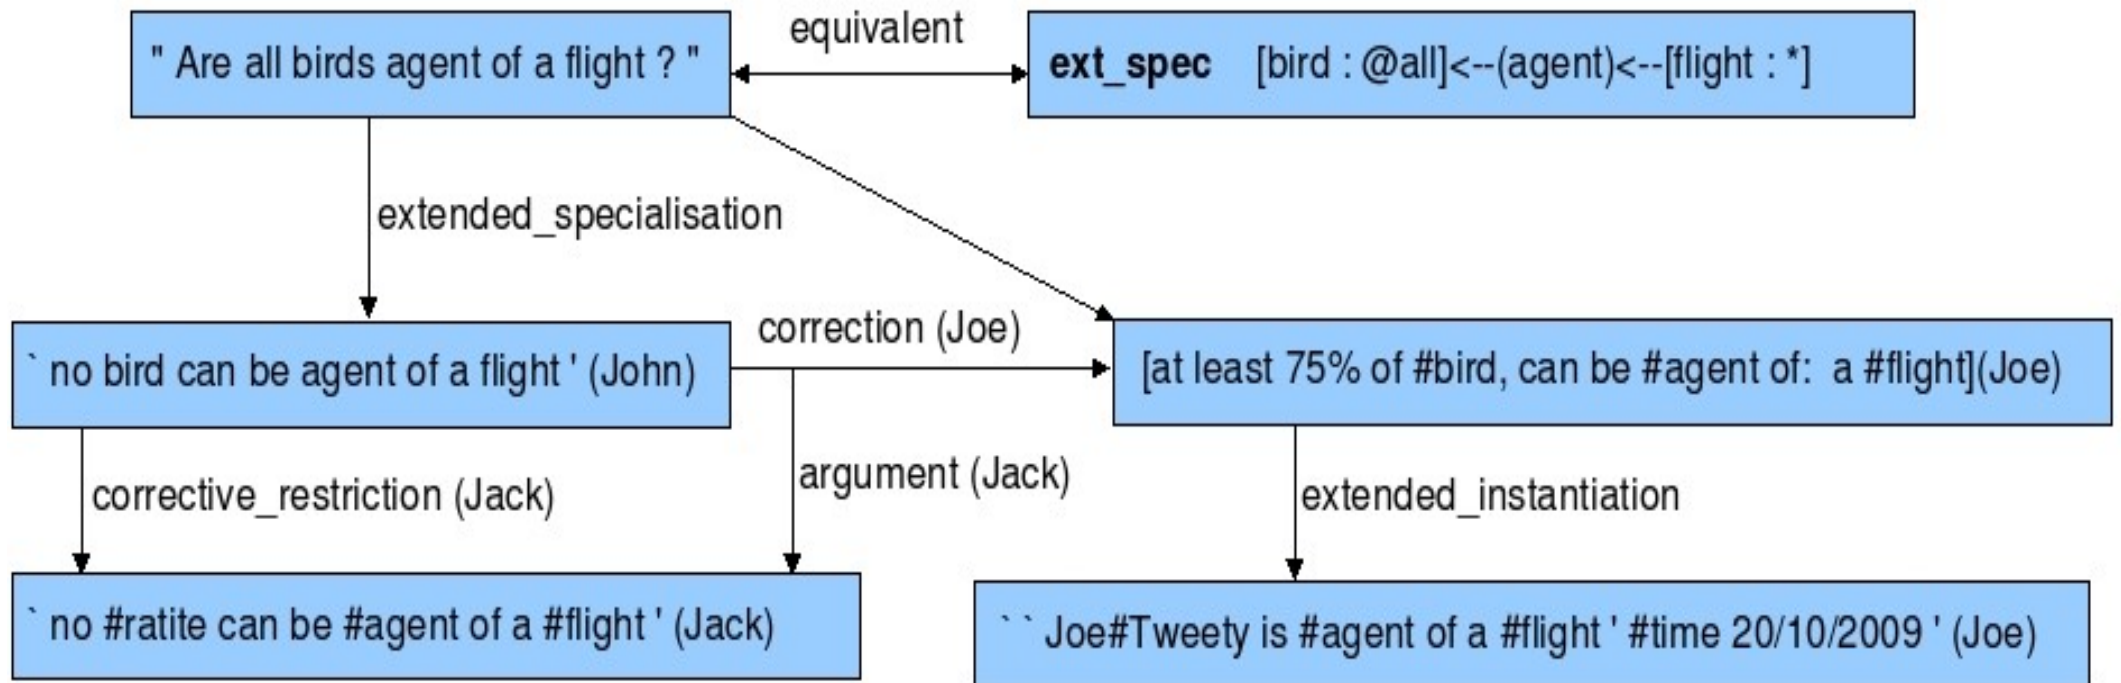 " Are all birds agent of a flight ? "
equivalent
ext_spec [bird : @all]<--(agent)<--[flight : *]
extended_specialisation
` no bird can be agent of a flight ' (John)
correction (Joe)
[at least 75% of #bird, can be #agent of: a #flight](Joe)
corrective_restriction (Jack)
argument (Jack)
extended_instantiation
` no #ratite can be #agent of a #flight ' (Jack)
` ` Joe#Tweety is #agent of a #flight ' #time 20/10/2009 ' (Joe)